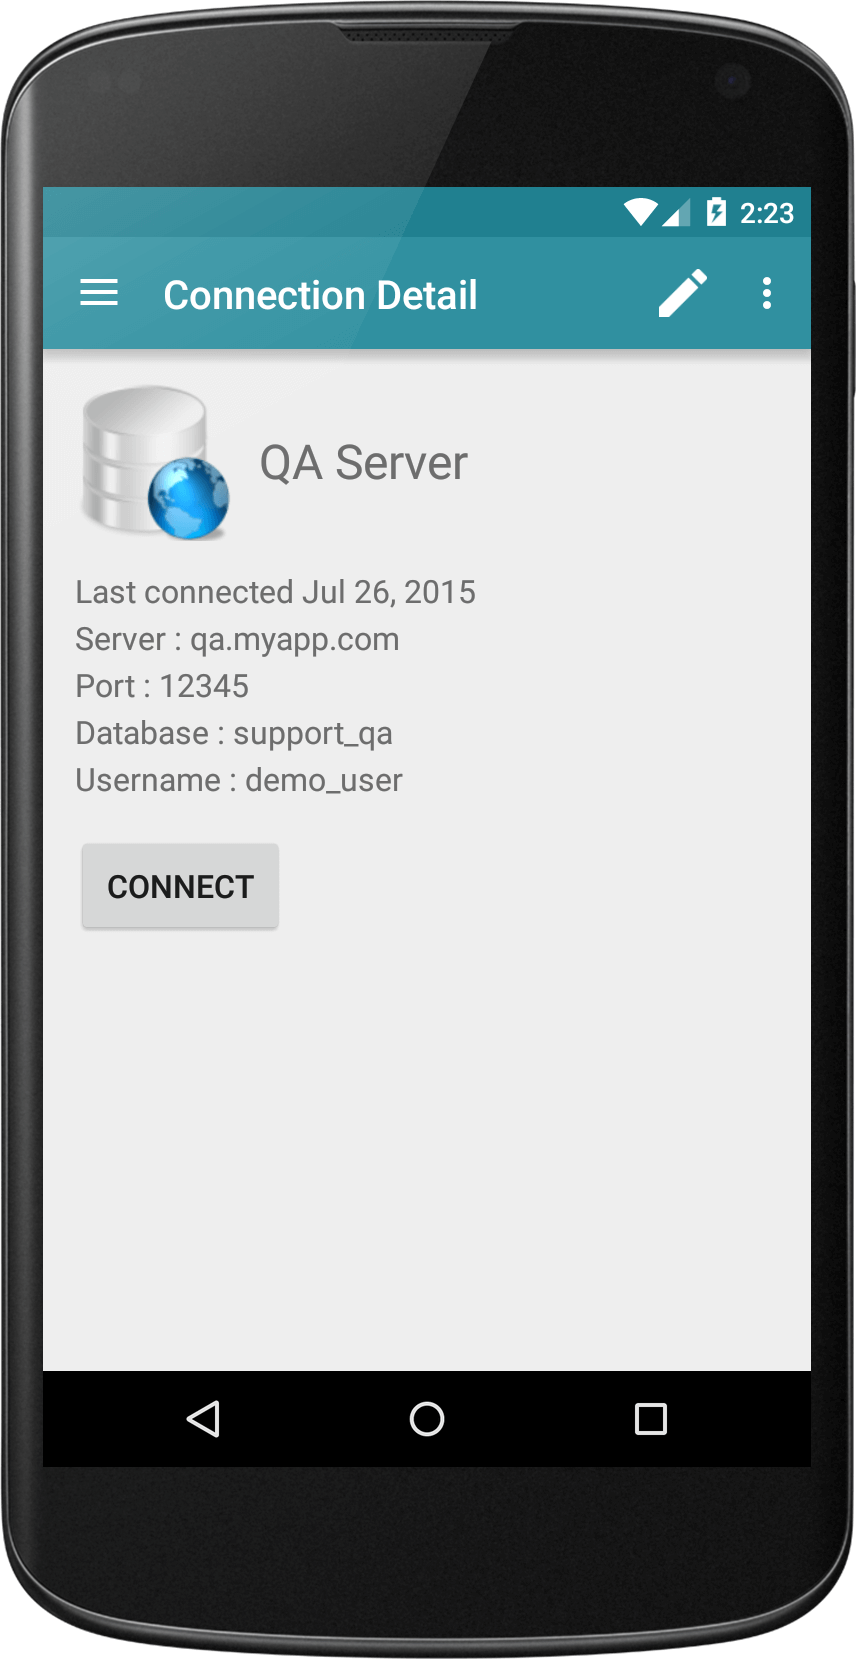 2:23
Connection Detail
QA Server
Last connected Jul 26, 2015
Server : qa.myapp.com
Port : 12345
Database : support_qa
Username : demo_user
CONNECT